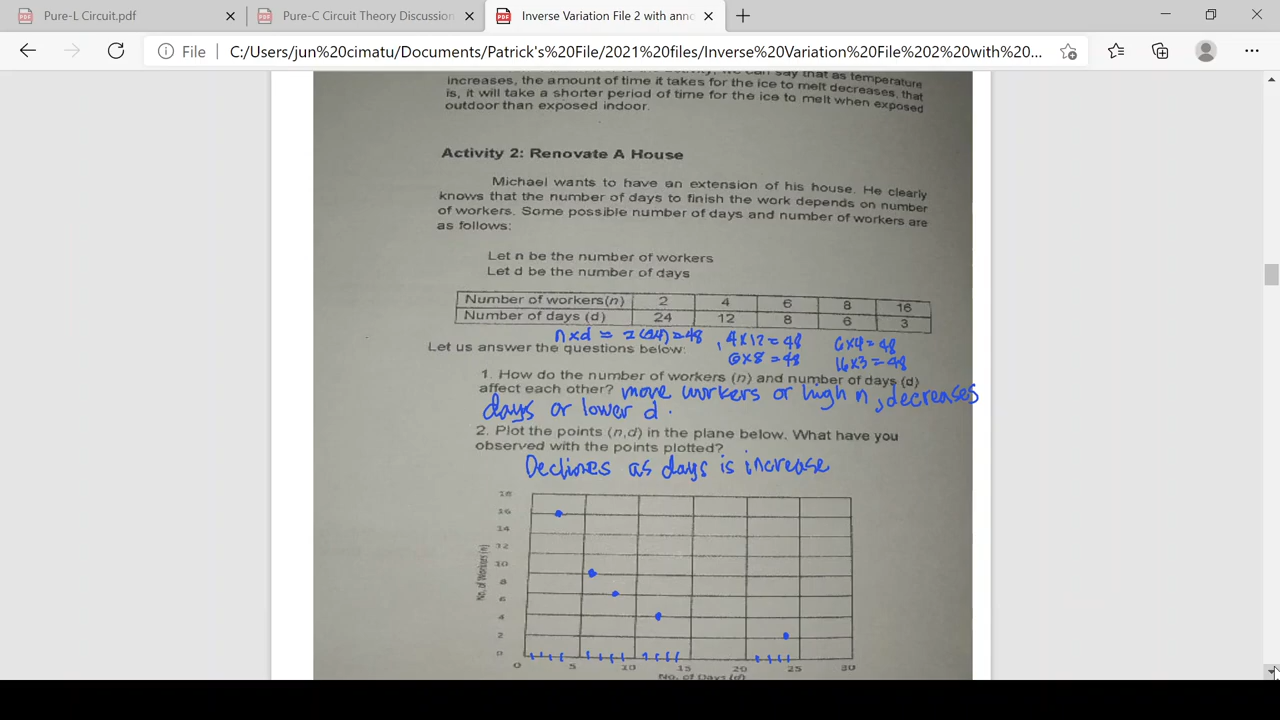 Pure-L Circuit.pdf
Pure-C Circuit Theory Discussion
Inverse Variation File 2 with anno
File
C:/Users/jun%20cimatu/Documents/Patrick's%20File/2021%20files/Inverse%20Variation%20File%202%20with%20...
we can say that as temperature
increases, the amount of time it takes for the ice to melt decreases, that
is, it will take a shorter period of time for the ice to melt when exposed
outdoor than exposed indoor.
Activity 2: Renovate A House
Michael wants to have an extension of his house. He clearly
knows that the number of days to finish the work depends on number
of workers. Some possible number of days and number of workers are
as follows:
Let n be the number of workers
Let d be the number of days
Number of workers(n) 2 4 6 8 16
Number of days (d) 24 12 8 6 3
n x d = 2(24) = 48 , 4x12 = 48 6x4=48
Let us answer the questions below: 6x8 = 48 16x3=48
1. How do the number of workers (n) and number of days (d)
affect each other? more workers or high n, decreases
days or lower d.
2. Plot the points (n,d) in the plane below. What have you
observed with the points plotted?
Declines as days is increase
No. of Workers (n)
18
16
14
12
10
8
6
4
2
0
0 5 10 15 20 25 30
No. of Days (d)